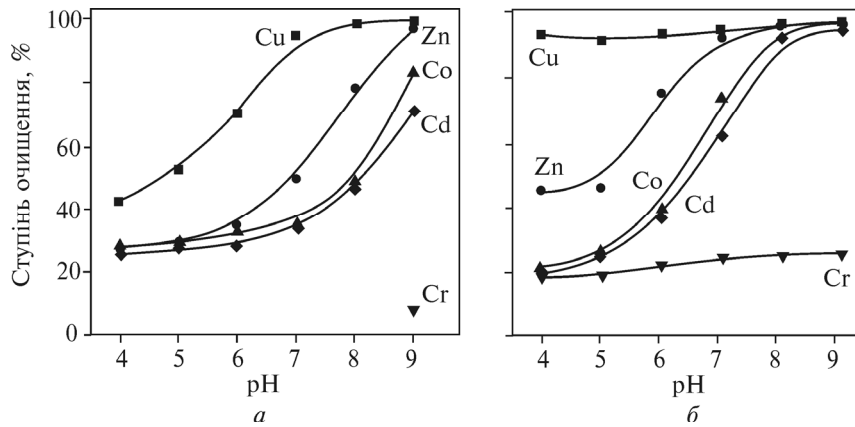 Ступінь очищення, %
100
80
60
40
20
0
Cu
Zn
Co
Cd
Cr
4 5 6 7 8 9
pH
а
Cu
Zn
Co
Cd
Cr
4 5 6 7 8 9
pH
б